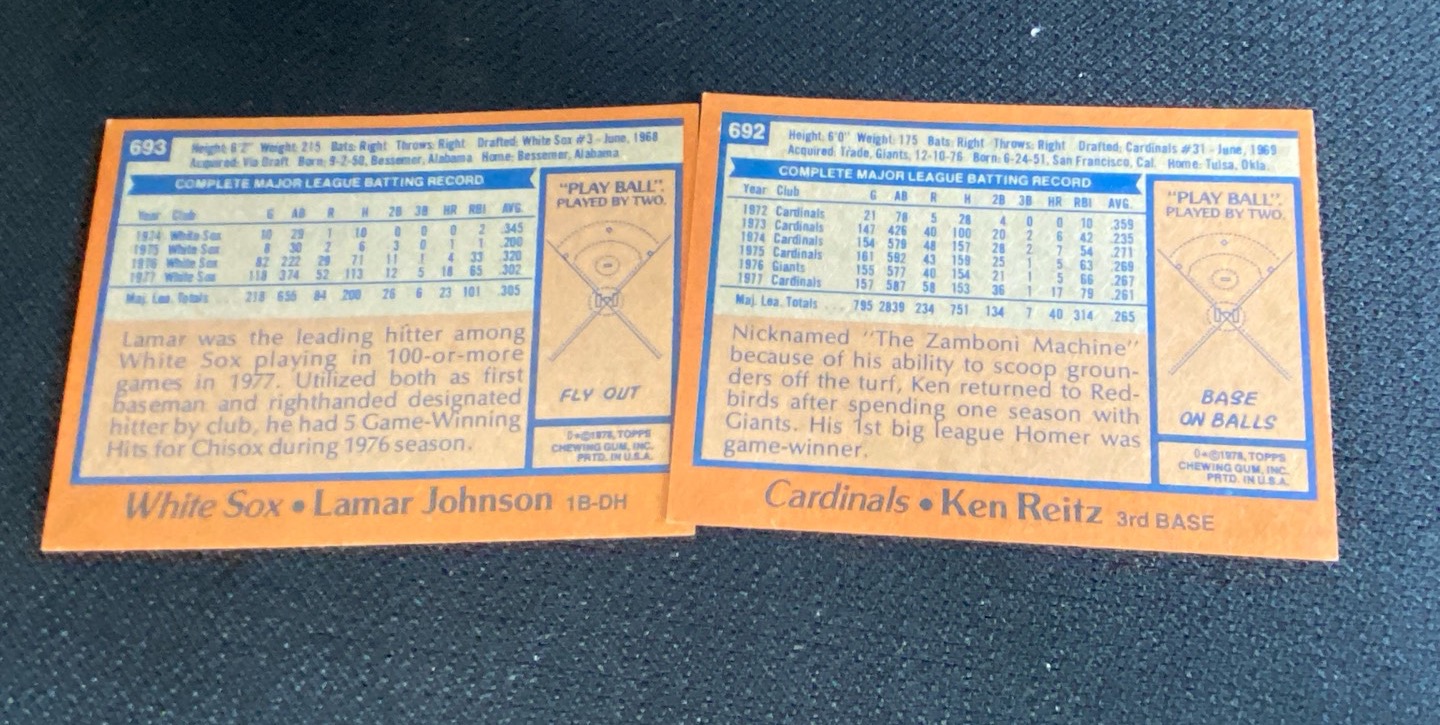 693
Height: 6'2" Weight: 215 Bats: Right Throws: Right Drafted: White Sox #3 - June, 1968
Acquired: Via Draft Born: 9-2-50, Bessemer, Alabama Home: Bessemer, Alabama
COMPLETE MAJOR LEAGUE BATTING RECORD
Year Club G AB R H 2B 3B HR RBI AVG.
1974 White Sox 10 29 1 10 0 0 0 2 .345
1975 White Sox 8 30 2 6 3 0 1 1 .200
1976 White Sox 82 222 29 71 11 1 4 33 .320
1977 White Sox 118 374 52 113 12 5 18 65 .302
Maj. Lea. Totals 218 655 84 200 26 6 23 101 .305
Lamar was the leading hitter among
White Sox playing in 100-or-more
games in 1977. Utilized both as first
baseman and righthanded designated
hitter by club, he had 5 Game-Winning
Hits for Chisox during 1976 season.
"PLAY BALL".
PLAYED BY TWO.
FLY OUT
©1978, TOPPS
CHEWING GUM, INC.
PRTD. IN U.S.A.
White Sox • Lamar Johnson 1B-DH
692
Height: 6'0" Weight: 175 Bats: Right Throws: Right Drafted: Cardinals #31 - June, 1969
Acquired: Trade, Giants, 12-10-76 Born: 6-24-51, San Francisco, Cal. Home: Tulsa, Okla.
COMPLETE MAJOR LEAGUE BATTING RECORD
Year Club G AB R H 2B 3B HR RBI AVG.
1972 Cardinals 21 78 5 28 4 0 0 10 .359
1973 Cardinals 147 426 40 100 20 2 6 42 .235
1974 Cardinals 154 579 48 157 28 2 7 54 .271
1975 Cardinals 161 592 43 159 25 1 5 63 .269
1976 Giants 155 577 40 154 21 1 5 66 .267
1977 Cardinals 157 587 58 153 36 1 17 79 .261
Maj. Lea. Totals 795 2839 234 751 134 7 40 314 .265
Nicknamed "The Zamboni Machine"
because of his ability to scoop groun-
ders off the turf, Ken returned to Red-
birds after spending one season with
Giants. His 1st big league Homer was
game-winner.
"PLAY BALL".
PLAYED BY TWO.
BASE
ON BALLS
©1978, TOPPS
CHEWING GUM, INC.
PRTD. IN U.S.A.
Cardinals • Ken Reitz 3rd BASE